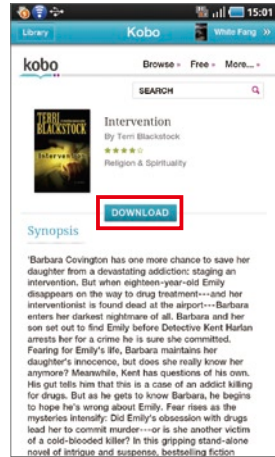 15:01
Library Kobo White Fang »
kobo Browse Free More...
SEARCH
TERRI
BLACKSTOCK
Intervention
Intervention
By Terri Blackstock
Religion & Spirituality
DOWNLOAD
Synopsis
'Barbara Covington has one more chance to save her
daughter from a devastating addiction: staging an
intervention. But when eighteen-year-old Emily
disappears on the way to drug treatment---and her
interventionist is found dead at the airport---Barbara
enters her darkest nightmare of all. Barbara and her
son set out to find Emily before Detective Kent Harlan
arrests her for a crime he is sure she committed.
Fearing for Emily's life, Barbara maintains her
daughter's innocence, but does she really know her
anymore? Meanwhile, Kent has questions of his own.
His gut tells him that this is a case of an addict killing
for drugs. But as he gets to know Barbara, he begins
to hope he's wrong about Emily. Fear rises as the
mysteries intensify: Did Emily's obsession with drugs
lead her to commit murder---or is she another victim
of a cold-blooded killer? In this gripping stand-alone
novel of intrigue and suspense, bestselling fiction